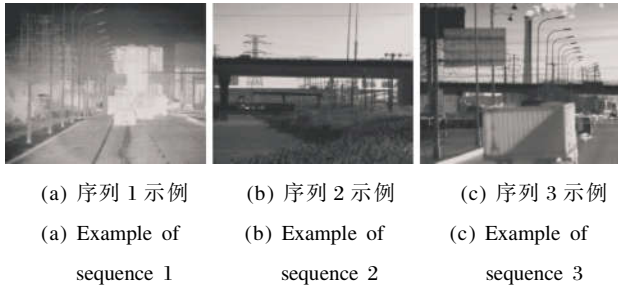 (a) 序列 1 示例 (b) 序列 2 示例 (c) 序列 3 示例
(a) Example of (b) Example of (c) Example of
sequence 1 sequence 2 sequence 3